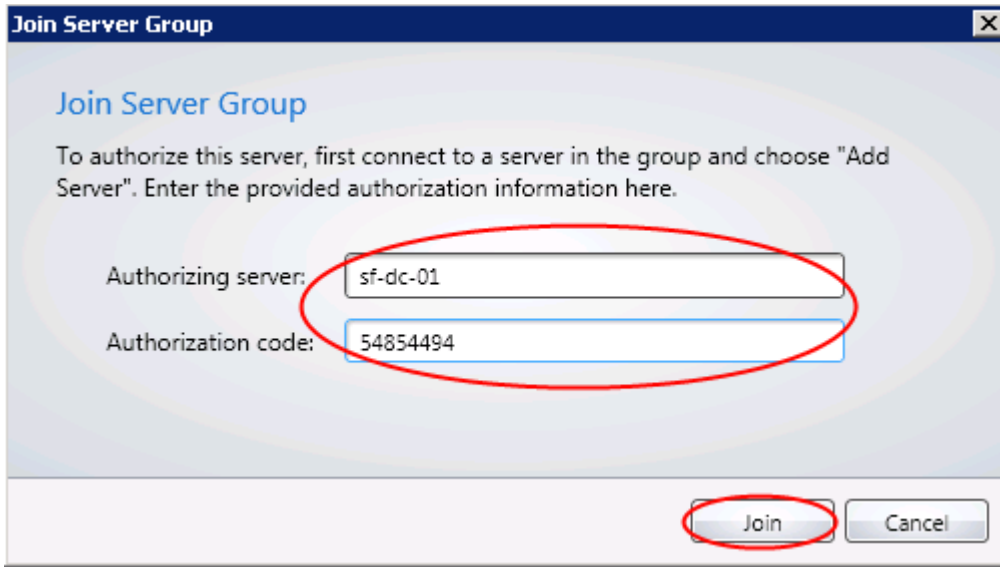 Join Server Group
Join Server Group
To authorize this server, first connect to a server in the group and choose "Add
Server". Enter the provided authorization information here.
Authorizing server: sf-dc-01
Authorization code: 54854494
Join Cancel